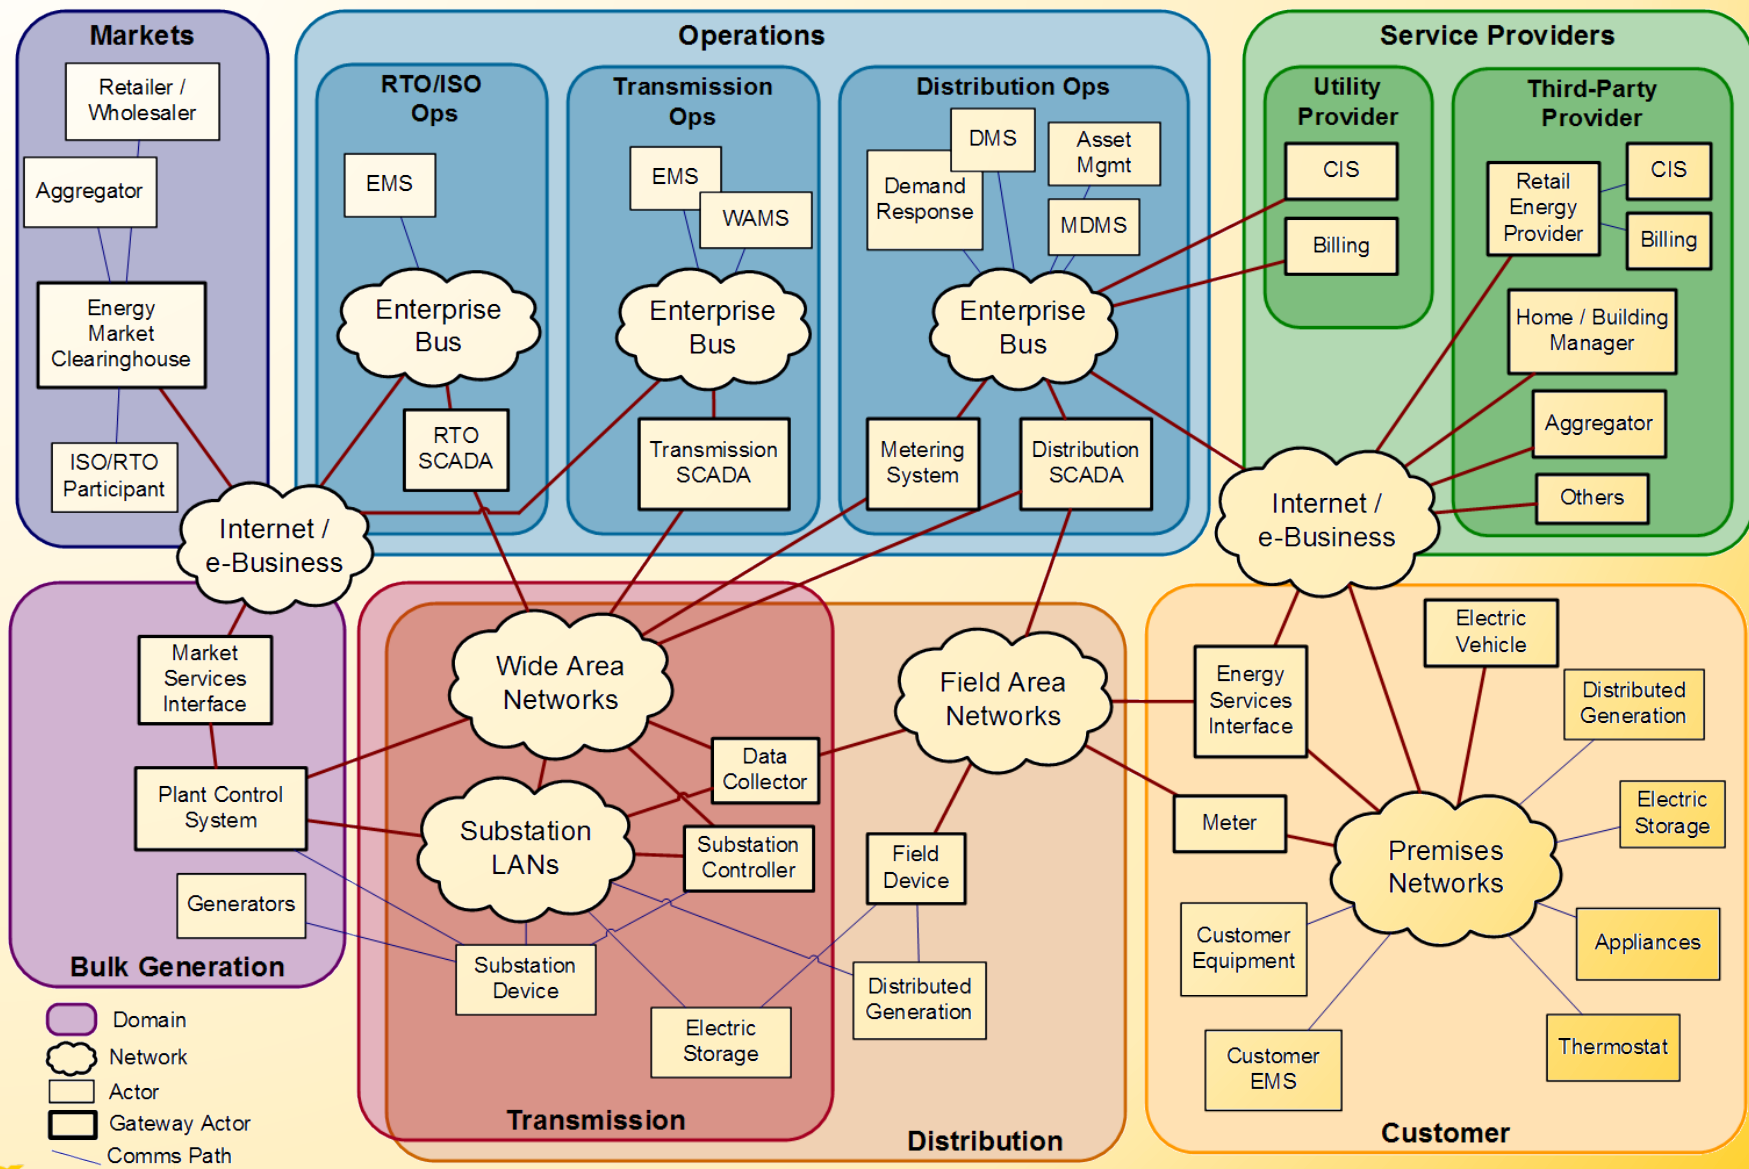 Markets
Retailer /
Wholesaler
Aggregator
Energy
Market
Clearinghouse
ISO/RTO
Participant
Internet /
e-Business
Operations
RTO/ISO
Ops
EMS
Enterprise
Bus
RTO
SCADA
Transmission
Ops
EMS
WAMS
Enterprise
Bus
Transmission
SCADA
Distribution Ops
DMS
Asset
Mgmt
Demand
Response
MDMS
Enterprise
Bus
Metering
System
Distribution
SCADA
Service Providers
Utility
Provider
CIS
Billing
Third-Party
Provider
Retail
Energy
Provider
CIS
Billing
Home / Building
Manager
Aggregator
Others
Internet /
e-Business
Market
Services
Interface
Plant Control
System
Generators
Bulk Generation
Wide Area
Networks
Data
Collector
Substation
LANs
Substation
Controller
Substation
Device
Electric
Storage
Transmission
Field Area
Networks
Field
Device
Distributed
Generation
Distribution
Energy
Services
Interface
Electric
Vehicle
Distributed
Generation
Electric
Storage
Meter
Premises
Networks
Customer
Equipment
Appliances
Customer
EMS
Thermostat
Customer
Domain
Network
Actor
Gateway Actor
Comms Path